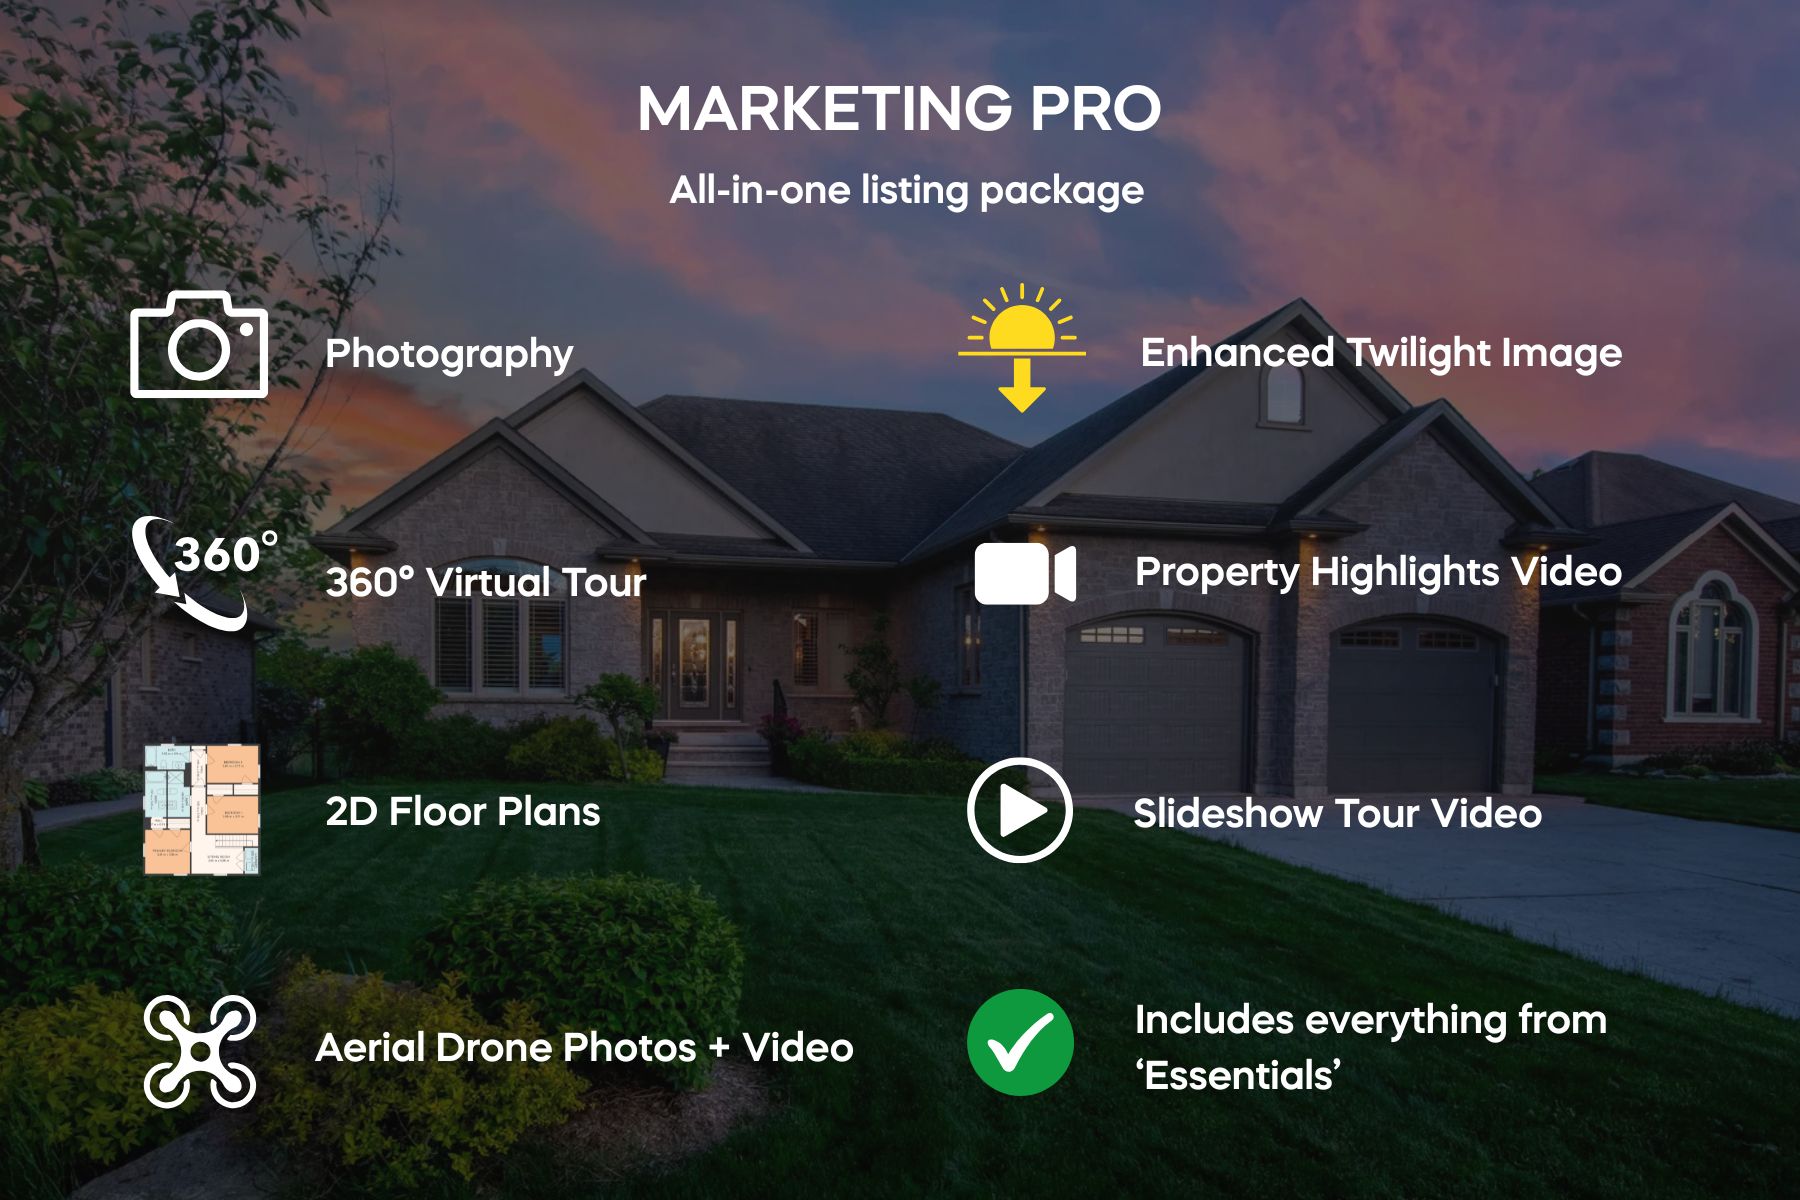 MARKETING PRO
All-in-one listing package
Photography
Enhanced Twilight Image
360°
360° Virtual Tour
Property Highlights Video
2D Floor Plans
Slideshow Tour Video
Aerial Drone Photos + Video
Includes everything from
‘Essentials’